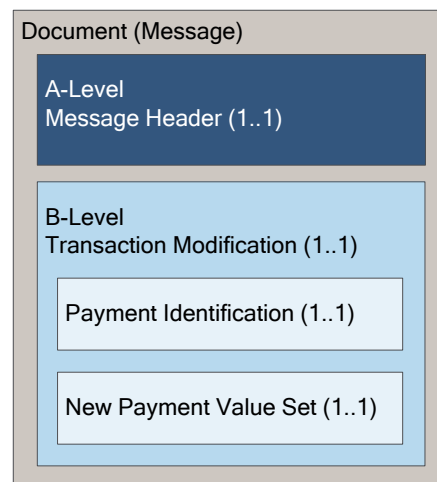 Document (Message)
A-Level
Message Header (1..1)
B-Level
Transaction Modification (1..1)
Payment Identification (1..1)
New Payment Value Set (1..1)